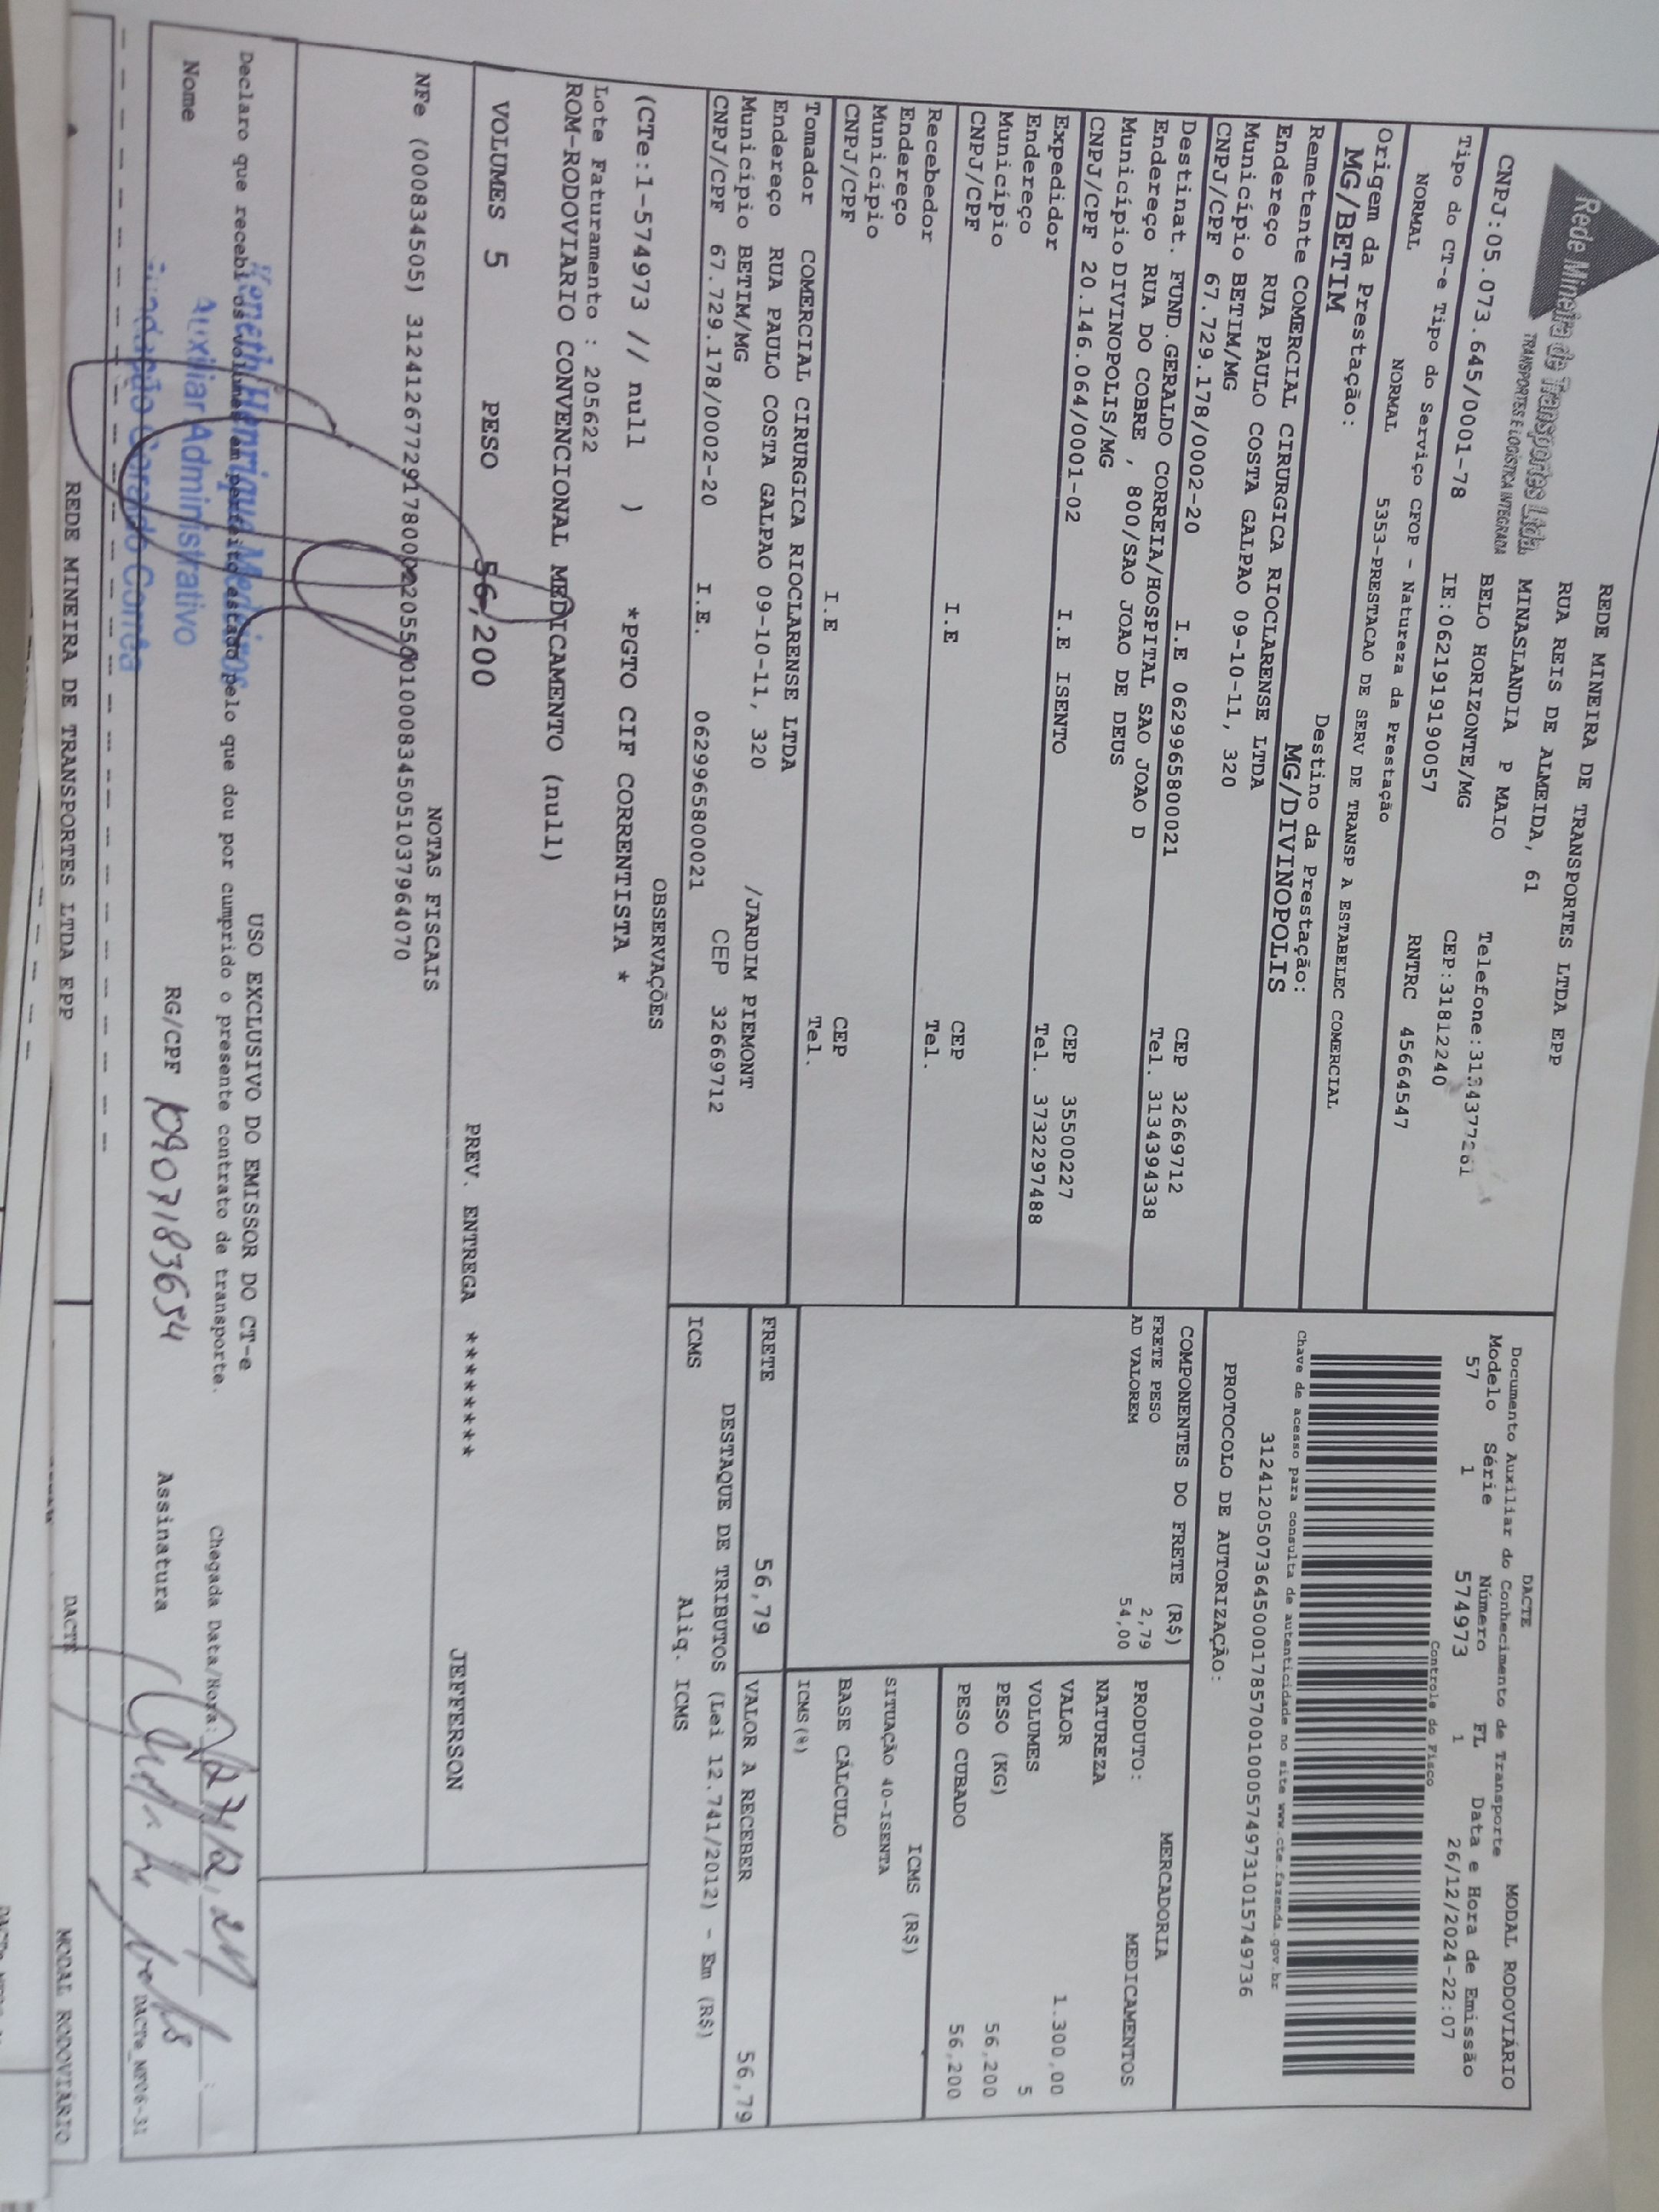 Rede Mineira de Transportes Ltda
TRANSPORTES E LOGÍSTICA INTEGRADA
REDE MINEIRA DE TRANSPORTES LTDA EPP
RUA REIS DE ALMEIDA, 61
MINASLANDIA P MAIO
BELO HORIZONTE/MG
Telefone:
CNPJ:05.073.645/0001-78
IE:0621919190057
CEP:31812240
Tipo do CT-e Tipo do Serviço CFOP - Natureza da Prestação
RNTRC 45664547
NORMAL NORMAL 5353-PRESTACAO DE SERV DE TRANSP A ESTABELEC COMERCIAL
Origem da Prestação: Destino da Prestação:
MG/BETIM MG/DIVINOPOLIS
DACTE
Documento Auxiliar do Conhecimento de Transporte
MODAL RODOVIÁRIO
Modelo Série Número FL Data e Hora de Emissão
57 1 574973 1 26/12/2024-22:07
Controle do Fisco
Chave de acesso para consulta de autenticidade no site www.cte.fazenda.gov.br
31241205073645000178570010005749731015749736
PROTOCOLO DE AUTORIZAÇÃO:
Remetente COMERCIAL CIRURGICA RIOCLARENSE LTDA
Endereço RUA PAULO COSTA GALPAO 09-10-11, 320
Município BETIM/MG CEP 32669712
CNPJ/CPF 67.729.178/0002-20 I.E 0629965800021 Tel. 3134394338
Destinat. FUND.GERALDO CORREIA/HOSPITAL SAO JOAO D
Endereço RUA DO COBRE , 800/SAO JOAO DE DEUS
Município DIVINOPOLIS/MG CEP 35500227
CNPJ/CPF 20.146.064/0001-02 I.E ISENTO Tel. 3732297488
Expedidor
Endereço
Município CEP
CNPJ/CPF I.E Tel.
Recebedor
Endereço
Município CEP
CNPJ/CPF I.E Tel.
Tomador COMERCIAL CIRURGICA RIOCLARENSE LTDA
Endereço RUA PAULO COSTA GALPAO 09-10-11, 320 /JARDIM PIEMONT
Município BETIM/MG CEP 32669712
CNPJ/CPF 67.729.178/0002-20 I.E. 0629965800021
COMPONENTES DO FRETE (R$)
FRETE PESO 2,79
AD VALOREM 54,00
MERCADORIA
PRODUTO: MEDICAMENTOS
NATUREZA
VALOR 1.300,00
VOLUMES 5
PESO (KG) 56,200
PESO CUBADO 56,200
ICMS (R$)
SITUAÇÃO 40-ISENTA
BASE CÁLCULO
ICMS(%)
FRETE 56,79 VALOR A RECEBER 56,79
DESTAQUE DE TRIBUTOS (Lei 12.741/2012) - Em (R$)
ICMS Aliq. ICMS
OBSERVAÇÕES
(CTe:1-574973 // null ) *PGTO CIF CORRENTISTA *
Lote Faturamento : 205622
ROM-RODOVIARIO CONVENCIONAL MEDICAMENTO (null)
VOLUMES 5 PESO 56,200 PREV. ENTREGA ******** JEFFERSON
NOTAS FISCAIS
NFe (000834505) 31241267729178000220550010008345051037964070
USO EXCLUSIVO DO EMISSOR DO CT-e
Declaro que recebi os volumes em perfeito estado pelo que dou por cumprido o presente contrato de transporte.
Chegada Data/Hora:
Henrique Medeiros
Auxiliar Administrativo
Nome RG/CPF 10907183654 Assinatura
DACTe_MP06-31
REDE MINEIRA DE TRANSPORTES LTDA EPP DACTE MODAL RODOVIÁRIO